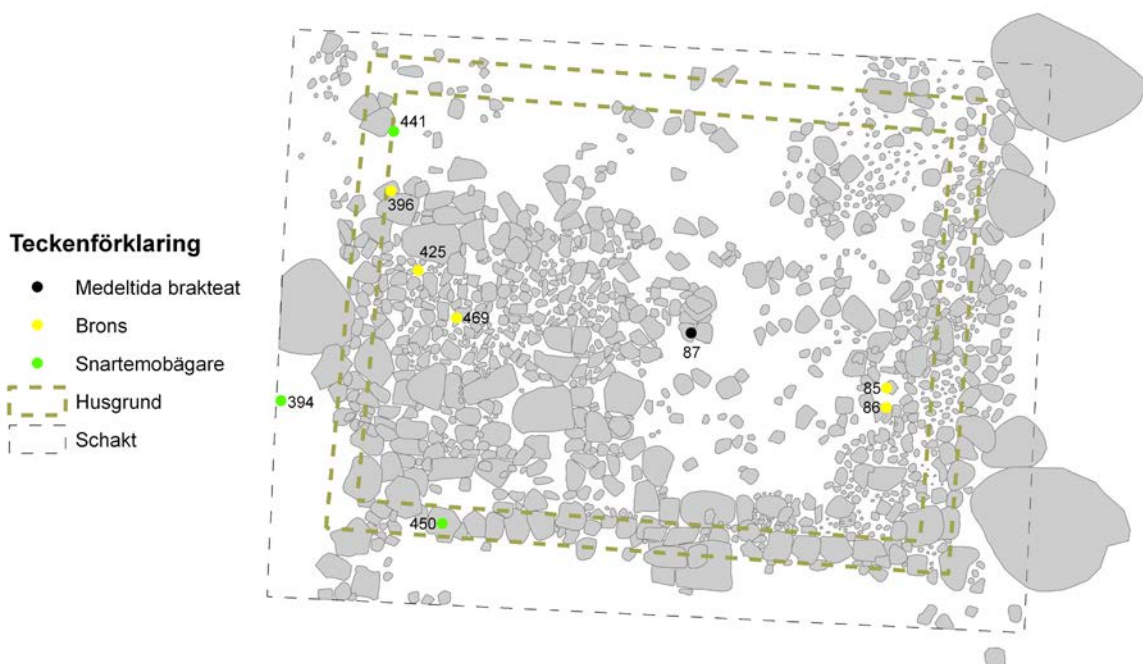 Teckenförklaring
Medeltida brakteat
Brons
Snartemobägare
Husgrund
Schakt
441
396
425
469
87
394
85
86
450